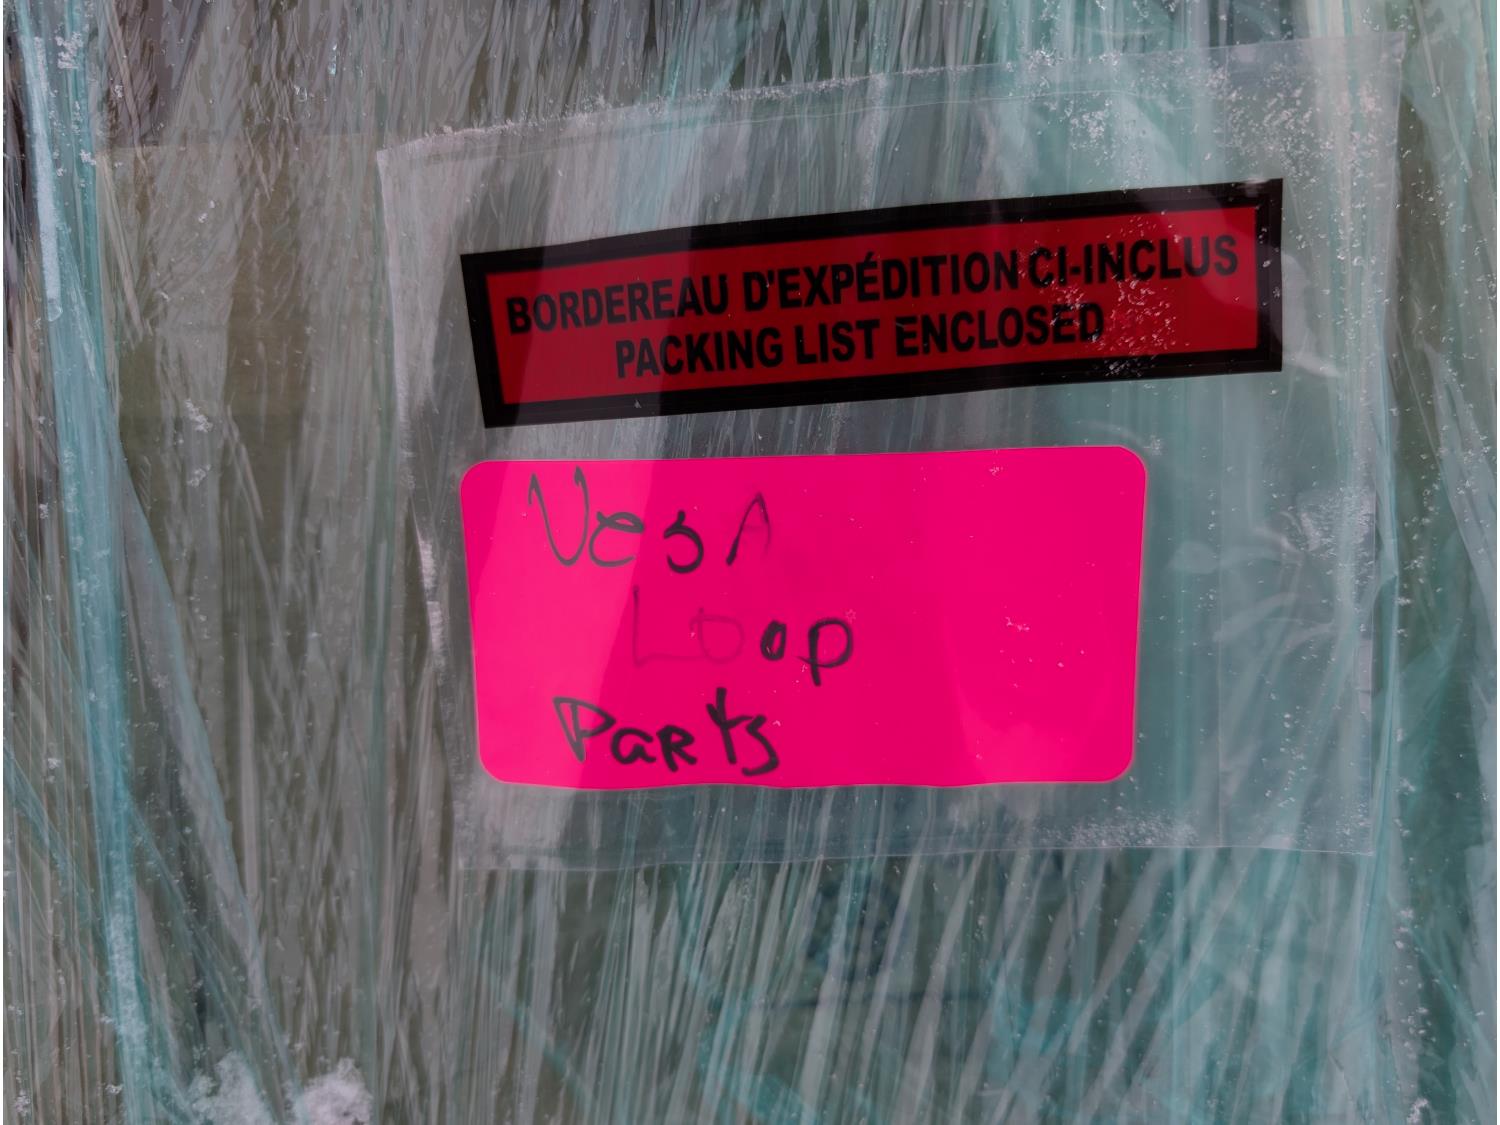 BORDEREAU D'EXPÉDITION CI-INCLUS
PACKING LIST ENCLOSED
VesA
Loop
Parts